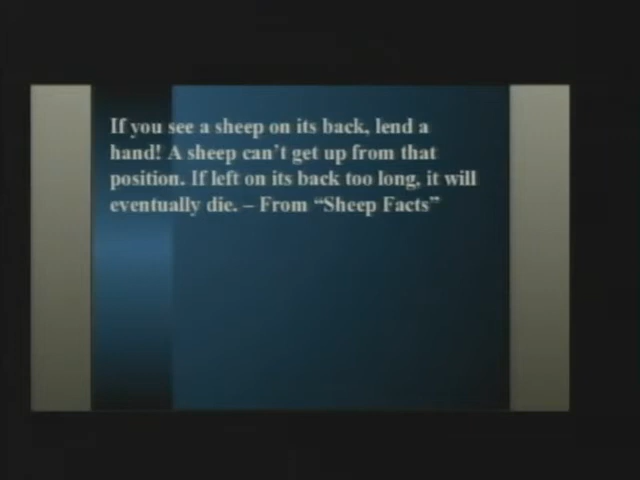 If you see a sheep on its back, lend a
hand! A sheep can't get up from that
position. If left on its back too long, it will
eventually die. – From “Sheep Facts”